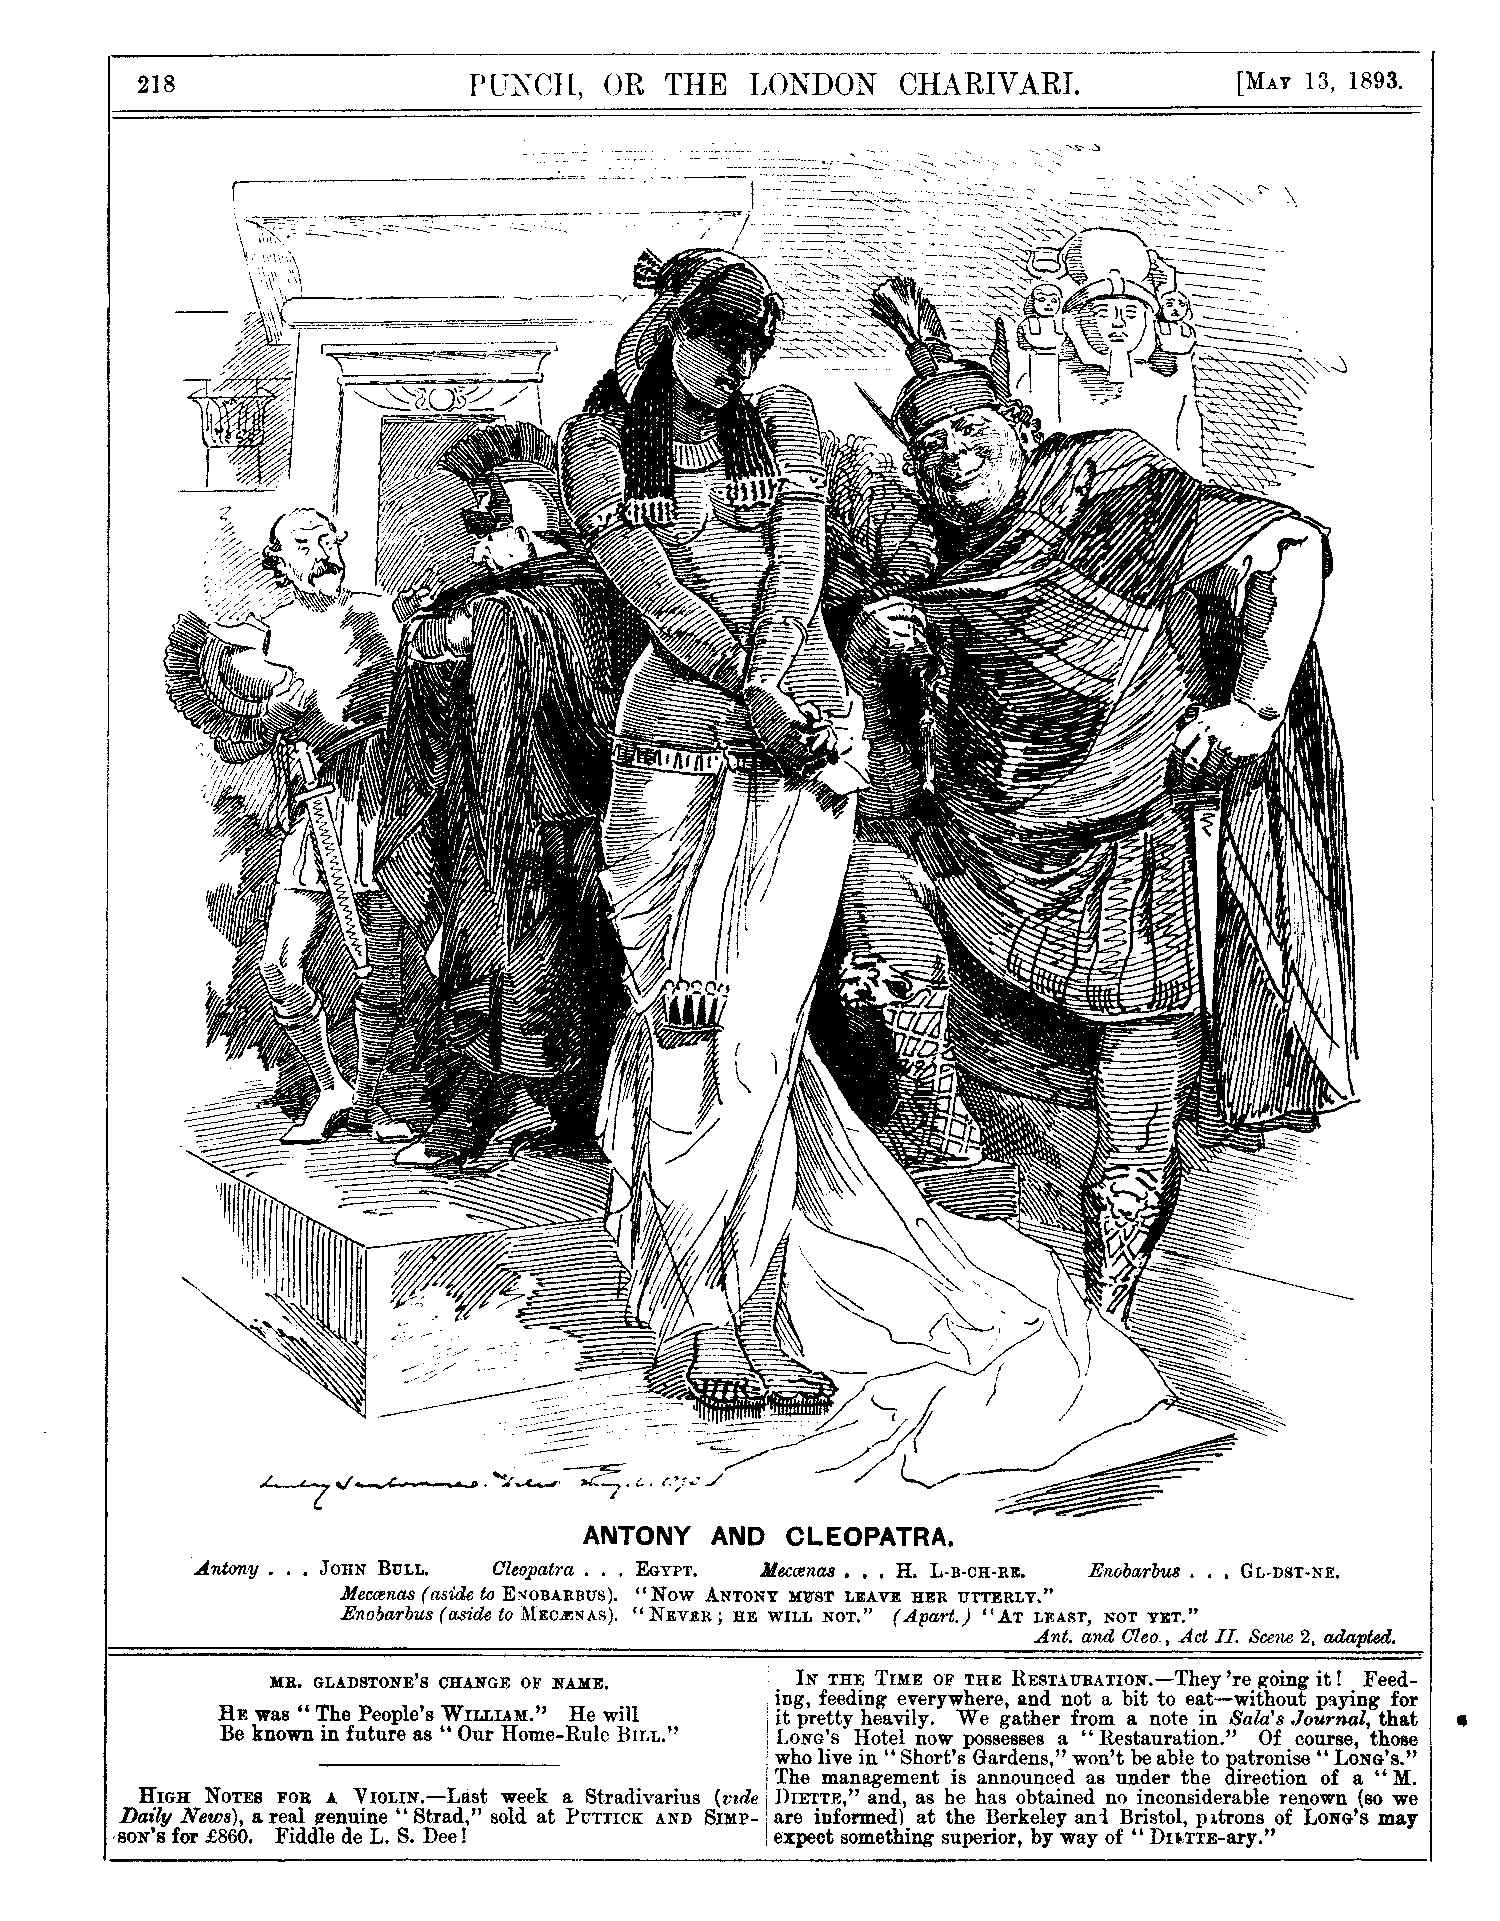 218 PUNCH, OR THE LONDON CHARIVARI. [MAY 13, 1893.
ANTONY AND CLEOPATRA.
Antony . . . JOHN BULL. Cleopatra . . . EGYPT. Mecænas . . . H. L-B-CH-RE. Enobarbus . . . GL-DST-NE.
Mecænas (aside to ENOBARBUS). "NOW ANTONY MUST LEAVE HER UTTERLY."
Enobarbus (aside to MECÆNAS). "NEVER; HE WILL NOT." (Apart.) "AT LEAST, NOT YET."
Ant. and Cleo., Act II. Scene 2, adapted.
MR. GLADSTONE'S CHANGE OF NAME.
HE was "The People's WILLIAM." He will
Be known in future as "Our Home-Rule BILL."
HIGH NOTES FOR A VIOLIN.—Last week a Stradivarius (vide
Daily News), a real genuine "Strad," sold at PUTTICK AND SIMP-
SON'S for £860. Fiddle de L. S. Dee!
IN THE TIME OF THE RESTAURATION.—They're going it! Feed-
ing, feeding everywhere, and not a bit to eat—without paying for
it pretty heavily. We gather from a note in Sala's Journal, that
LONG'S Hotel now possesses a "Restauration." Of course, those
who live in "Short's Gardens," won't be able to patronise "LONG'S."
The management is announced as under the direction of a "M.
DIETTE," and, as he has obtained no inconsiderable renown (so we
are informed) at the Berkeley and Bristol, patrons of LONG'S may
expect something superior, by way of "DIETTE-ary."